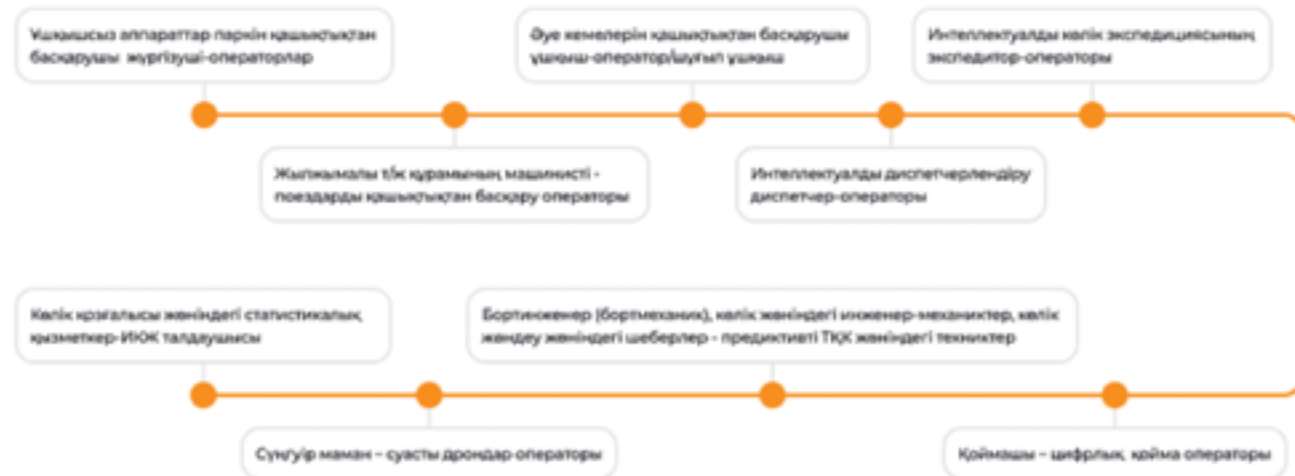 Ұшқышсыз аппараттар паркін қашықтықтан
басқарушы жүргізуші-операторлар
Әуе кемелерін қашықтықтан басқарушы
ұшқыш-оператор/шұғыл ұшқыш
Интеллектуалды көлік экспедициясының
экспедитор-операторы
Жылжымалы т/ж құрамының машинисі -
поездарды қашықтықтан басқару операторы
Интеллектуалды диспетчерлендіру
диспетчер-операторы
Көлік қозғалысы жөніндегі статистикалық
қызметкер-ИКЖ талдаушысы
Бортинженер (бортмеханик), көлік жөніндегі инженер-механиктер, көлік
жөндеу жөніндегі шеберлер - предиктивті ТҚК жөніндегі техниктер
Сүңгуір маман – суасты дрондар операторы
Қоймашы – цифрлық қойма операторы